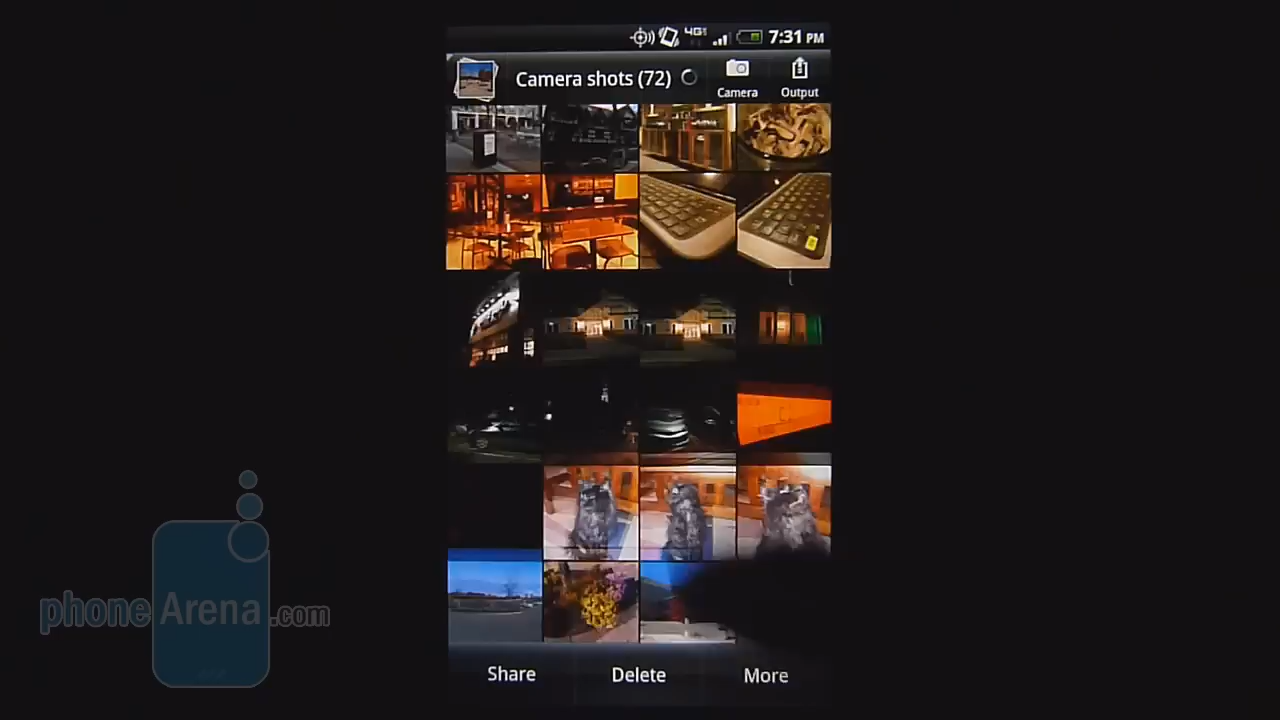 4G
7:31 PM
Camera shots (72)
Camera
Output
phoneArena.com
Share
Delete
More